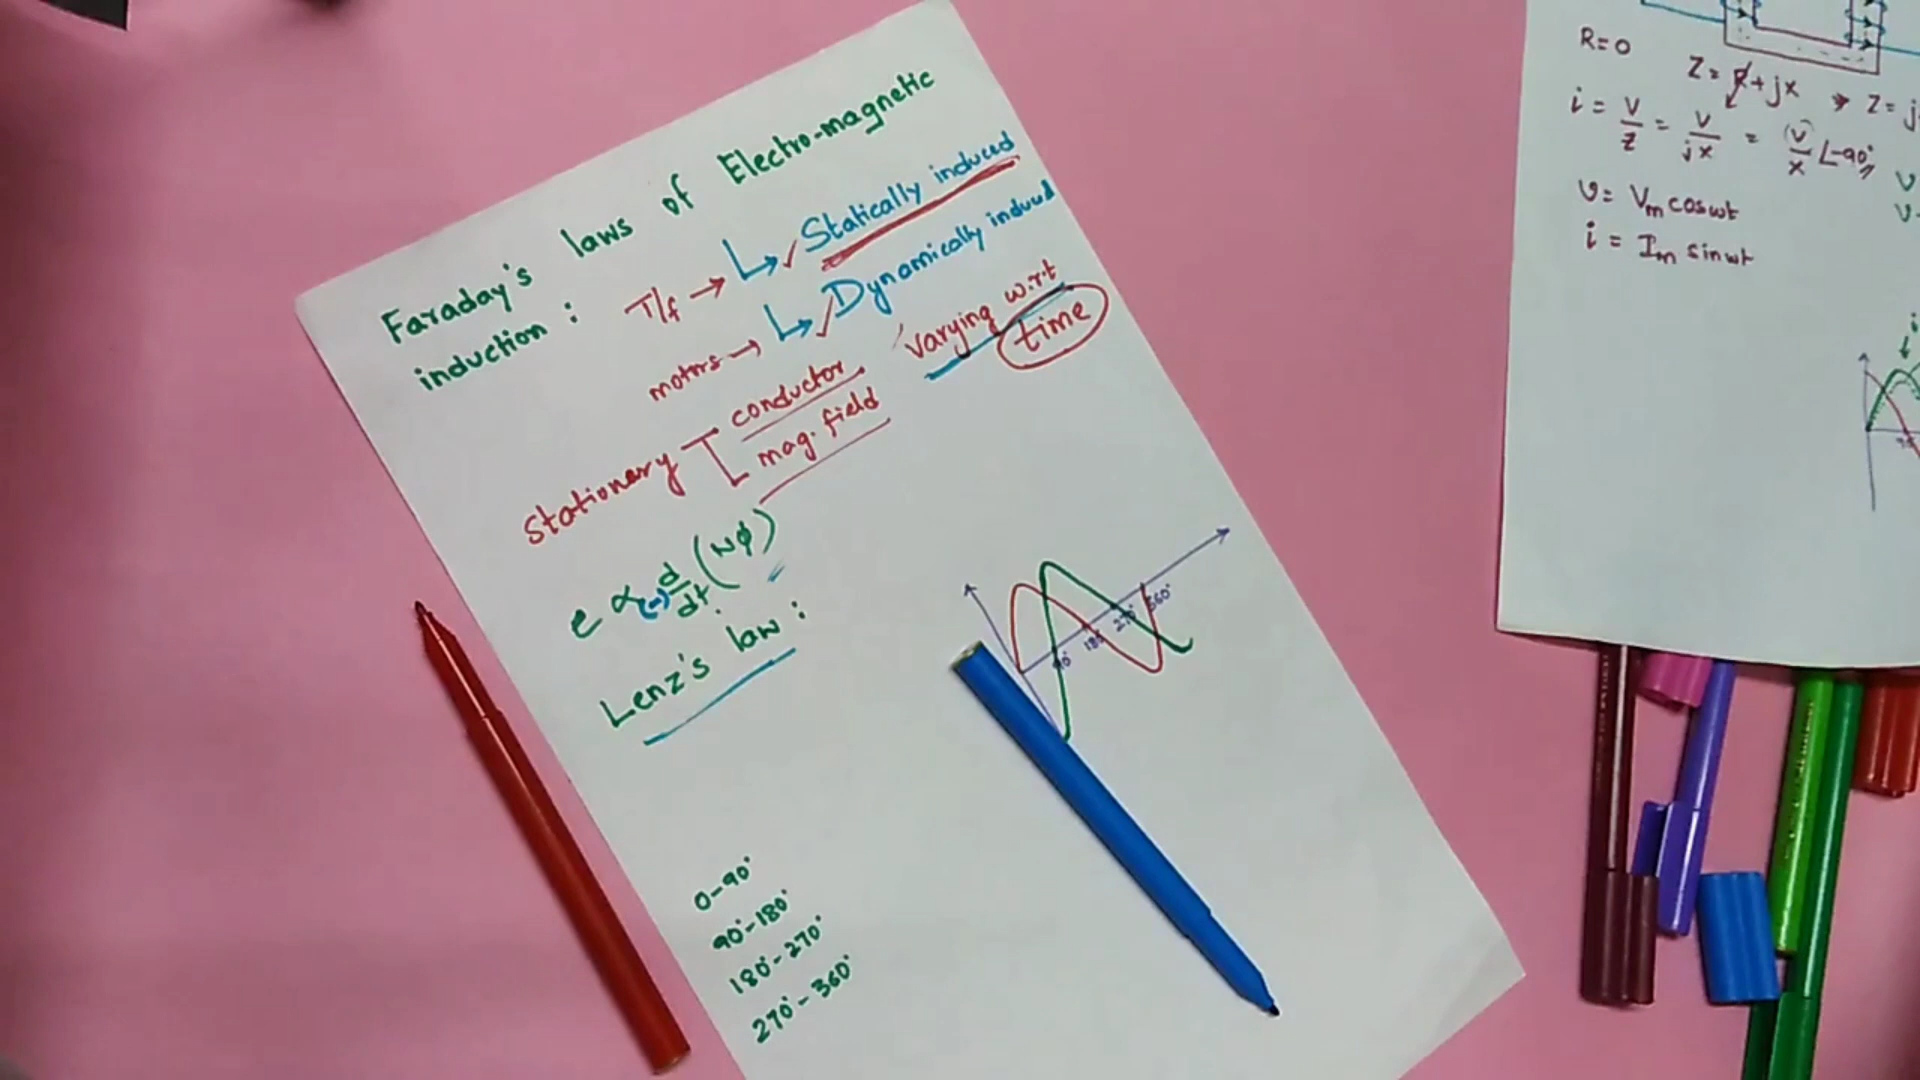 Faraday's laws of Electro-magnetic
induction :
T/f → Statically induced
motors → Dynamically induced
Stationary conductor
mag. field
varying w.r.t
time
e ∝ (-) d/dt (Nφ)
Lenz's law :
90°
180°
270°
360°
0-90°
90°-180°
180°-270°
270°-360°
R=0
Z = R+jx → Z = j
i = V/Z = V/jx = (V)/x ∠-90°
v = Vm cosωt
i = Im sinωt
i